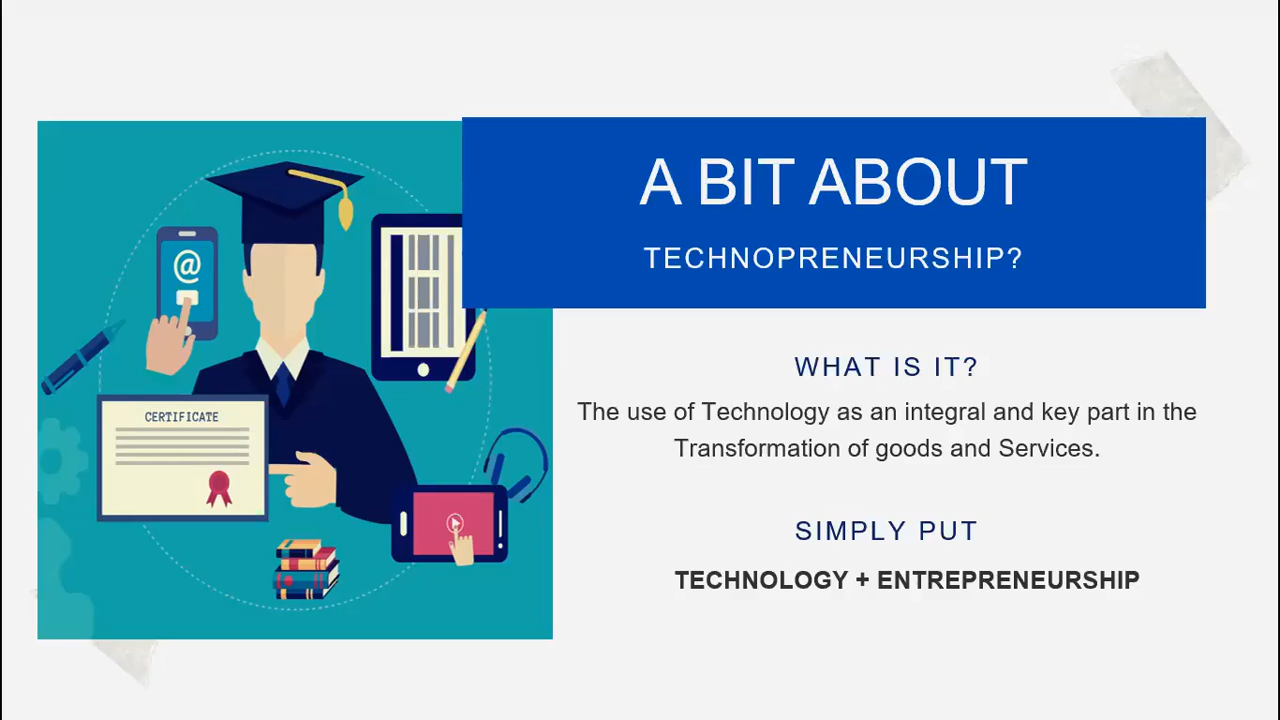 A BIT ABOUT
TECHNOPRENEURSHIP?
WHAT IS IT?
The use of Technology as an integral and key part in the
Transformation of goods and Services.
SIMPLY PUT
TECHNOLOGY + ENTREPRENEURSHIP
@
CERTIFICATE